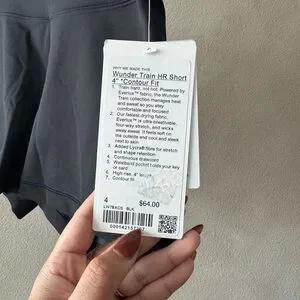 WHY WE MADE THIS
Wunder Train HR Short
4" *Contour Fit
1. Train hard, not hot. Powered by
Everlux™ fabric, the Wunder
Train collection manages heat
and sweat so you stay
comfortable and focused
2. Our fastest-drying fabric,
Everlux™ is ultra-breathable,
four-way stretch, and wicks
away sweat. It feels soft on
the outside and cool and sleek
next to skin
3. Added Lycra® fibre for stretch
and shape retention
4. Continuous drawcord
5. Waistband pocket holds your key
or card
6. High rise, 4" length
7. Contour fit
4
$64.00
LW7BXDS BLK